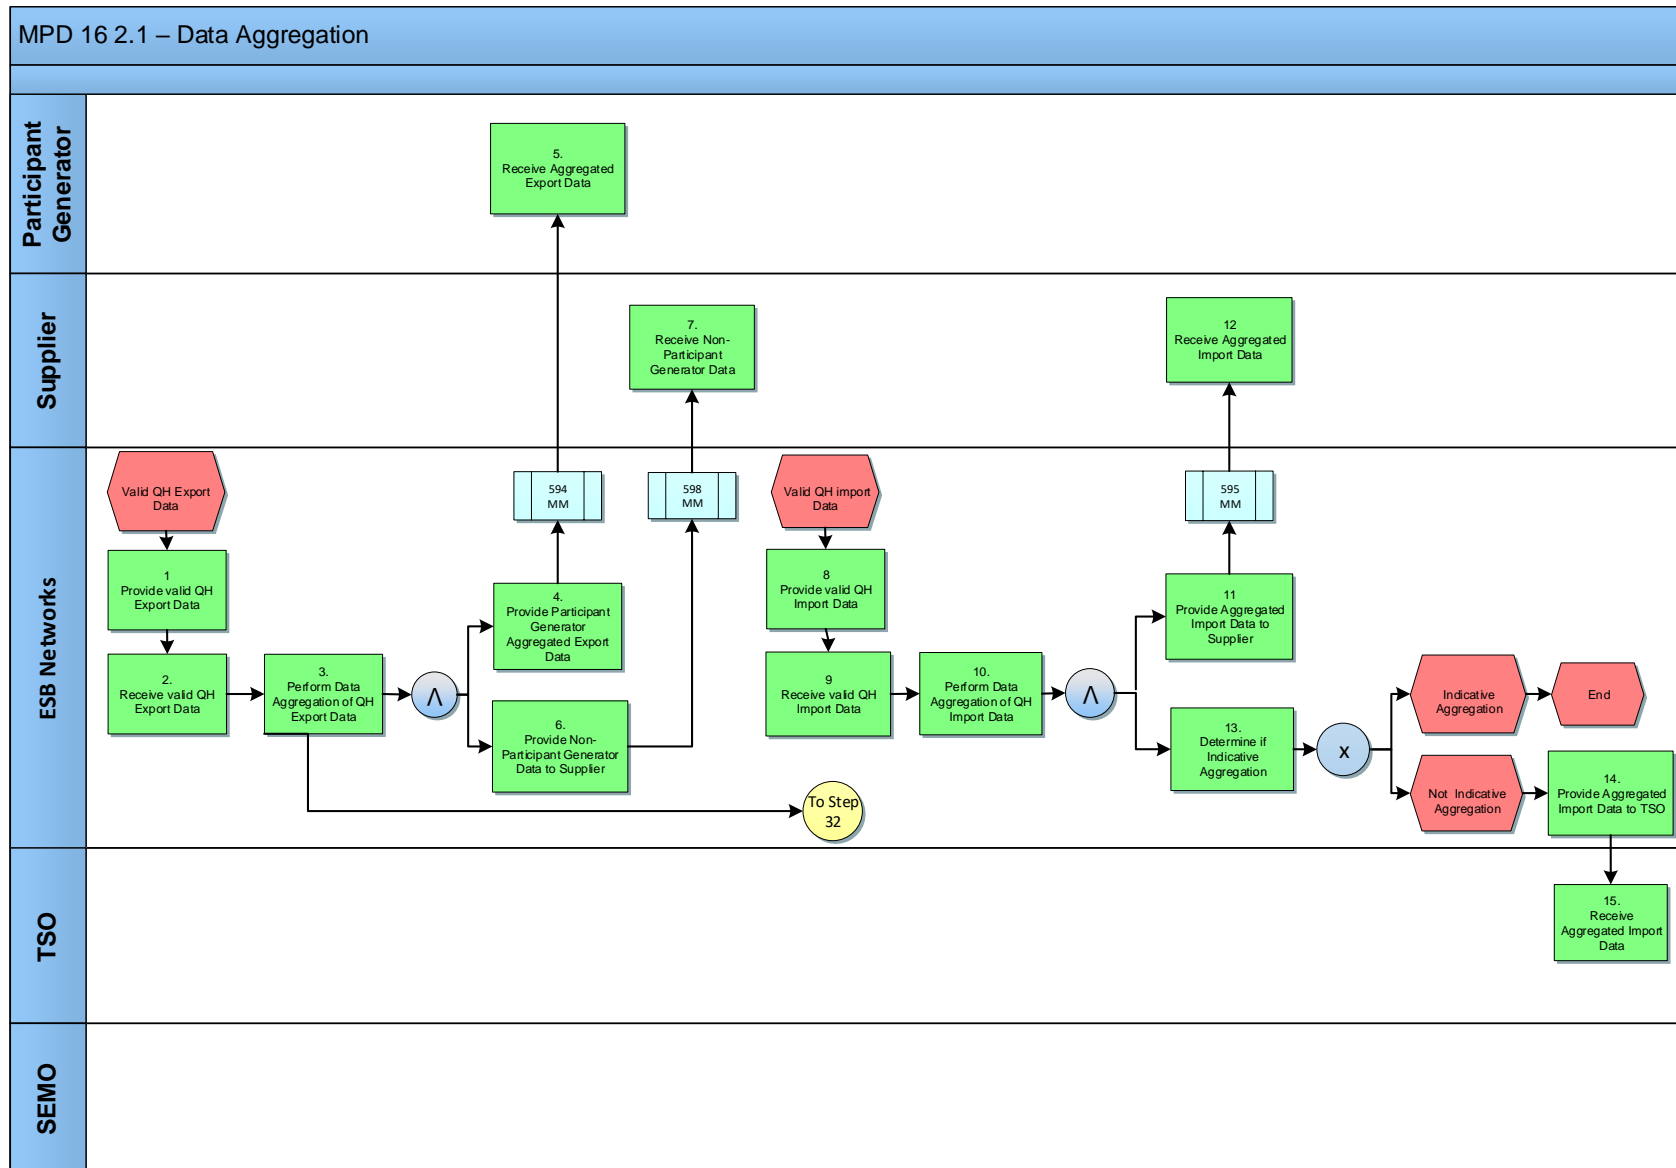 MPD 16 2.1 – Data Aggregation
Participant
Generator
5.
Receive Aggregated
Export Data
Supplier
7.
Receive Non-
Participant
Generator Data
12
Receive Aggregated
Import Data
ESB Networks
Valid QH Export
Data
594
MM
598
MM
Valid QH import
Data
595
MM
1
Provide valid QH
Export Data
4.
Provide Participant
Generator
Aggregated Export
Data
8
Provide valid QH
Import Data
11
Provide Aggregated
Import Data to
Supplier
2.
Receive valid QH
Export Data
3.
Perform Data
Aggregation of QH
Export Data
Λ
6.
Provide Non-
Participant Generator
Data to Supplier
9
Receive valid QH
Import Data
10.
Perform Data
Aggregation of QH
Import Data
Λ
13.
Determine if
Indicative
Aggregation
x
Indicative
Aggregation
End
Not Indicative
Aggregation
14.
Provide Aggregated
Import Data to TSO
To Step
32
TSO
15.
Receive
Aggregated Import
Data
SEMO